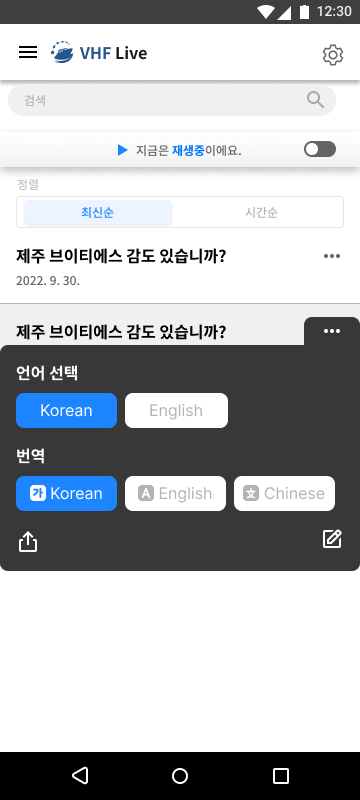 12:30
VHF Live
검색
지금은 재생중이에요.
정렬
최신순 시간순
제주 브이티에스 감도 있습니까?
2022. 9. 30.
제주 브이티에스 감도 있습니까?
언어 선택
Korean English
번역
가 Korean A English 文 Chinese